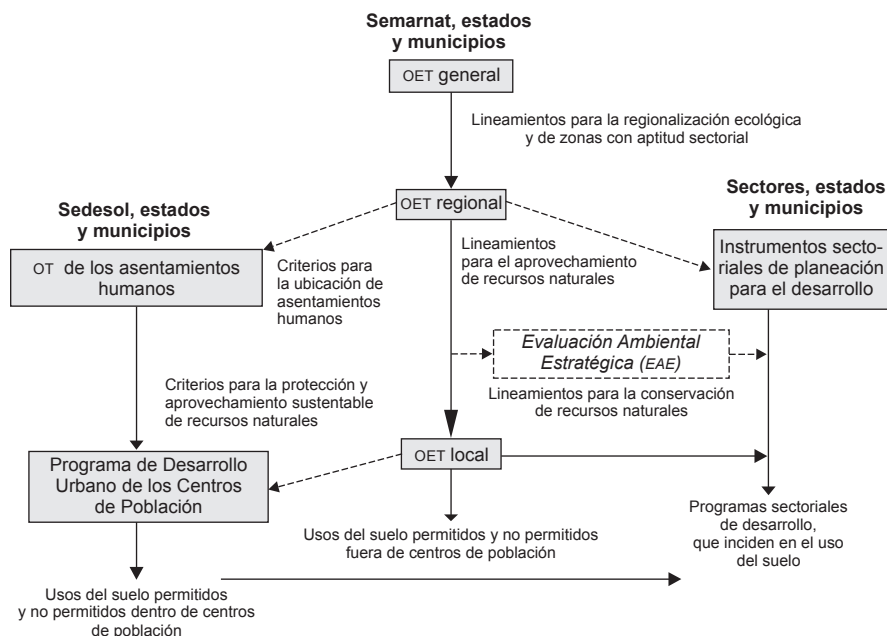 Semarnat, estados
y municipios
OET general
Lineamientos para la regionalización ecológica
y de zonas con aptitud sectorial
OET regional
Sedesol, estados
y municipios
OT de los asentamientos
humanos
Criterios para
la ubicación de
asentamientos
humanos
Lineamientos
para el aprovechamiento
de recursos naturales
Sectores, estados
y municipios
Instrumentos secto-
riales de planeación
para el desarrollo
Evaluación Ambiental
Estratégica (EAE)
Lineamientos para la conservación
de recursos naturales
Criterios para la protección y
aprovechamiento sustentable
de recursos naturales
OET local
Programa de Desarrollo
Urbano de los Centros
de Población
Usos del suelo permitidos y no permitidos
fuera de centros de población
Programas sectoriales
de desarrollo,
que inciden en el uso
del suelo
Usos del suelo permitidos
y no permitidos dentro de centros
de población